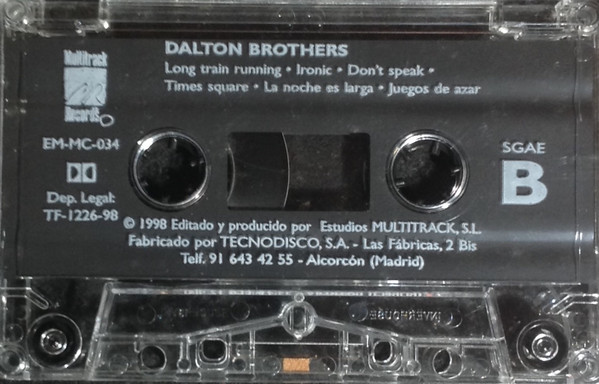 DALTON BROTHERS
Long train running • Ironic • Don't speak •
Times square • La noche es larga • Juegos de azar
Multitrack
Records
EM-MC-034
Dep. Legal:
TF-1226-98
SGAE
B
© 1998 Editado y producido por Estudios MULTITRACK, S.L.
Fabricado por TECNODISCO, S.A. - Las Fábricas, 2 Bis
Telf. 91 643 42 55 - Alcorcón (Madrid)